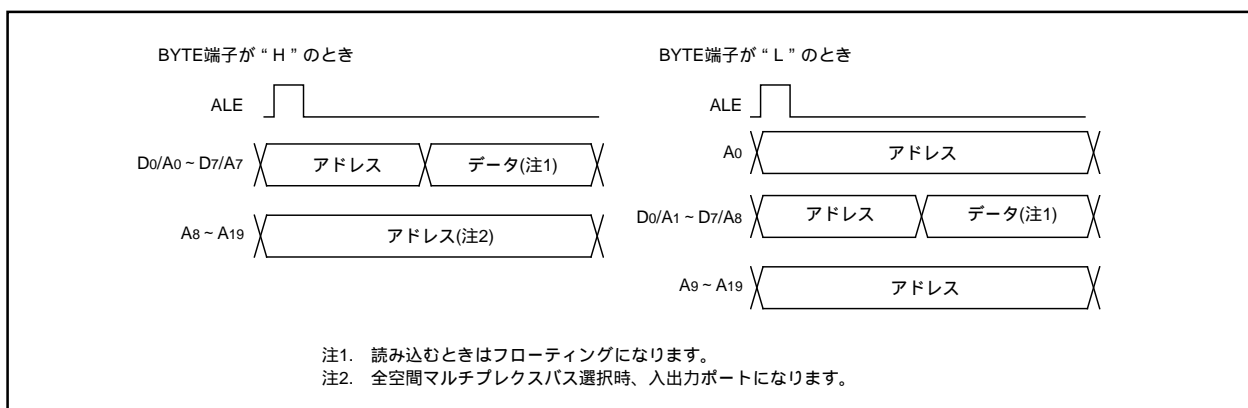 BYTE端子が“H”のとき
ALE
D0/A0 ~ D7/A7 アドレス データ(注1)
A8 ~ A19 アドレス(注2)
BYTE端子が“L”のとき
ALE
A0 アドレス
D0/A1 ~ D7/A8 アドレス データ(注1)
A9 ~ A19 アドレス
注1. 読み込むときはフローティングになります。
注2. 全空間マルチプレクスバス選択時、入出力ポートになります。